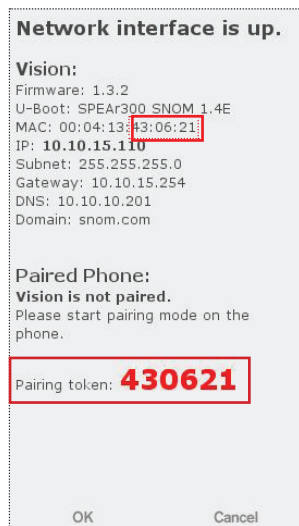 Network interface is up.
Vision:
Firmware: 1.3.2
U-Boot: SPEAr300 SNOM 1.4E
MAC: 00:04:13:43:06:21
IP: 10.10.15.110
Subnet: 255.255.255.0
Gateway: 10.10.15.254
DNS: 10.10.10.201
Domain: snom.com
Paired Phone:
Vision is not paired.
Please start pairing mode on the
phone.
Pairing token: 430621
OK Cancel